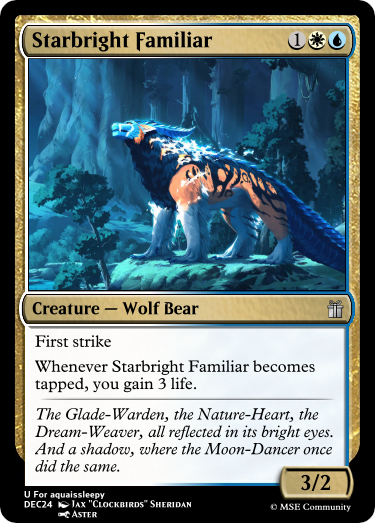 Starbright Familiar 1
Creature — Wolf Bear
First strike
Whenever Starbright Familiar becomes
tapped, you gain 3 life.
The Glade-Warden, the Nature-Heart, the
Dream-Weaver, all reflected in its bright eyes.
And a shadow, where the Moon-Dancer once
did the same.
3/2
U For aquaissleepy
DEC24 Jax "Clockbirds" Sheridan
Aster
© MSE Community